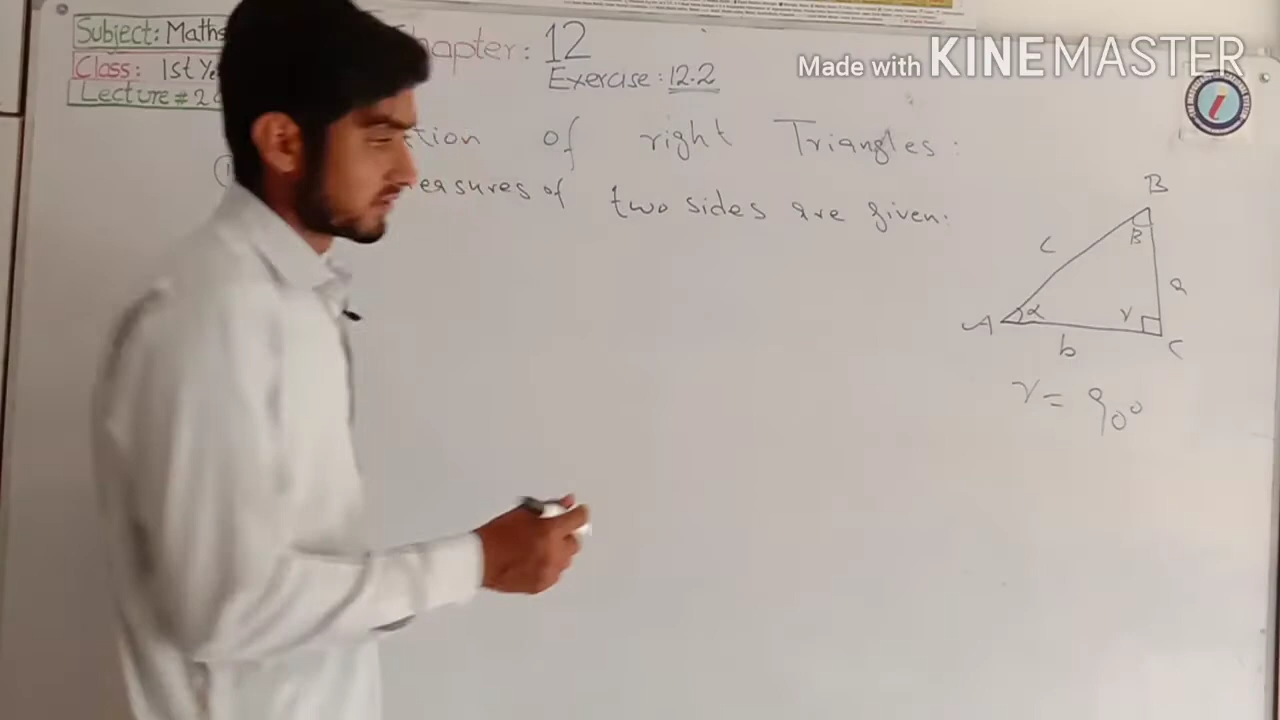 Subject: Maths
Class: 1st Ye
Lecture # 2
Chapter: 12
Exercise: 12.2
Made with KINEMASTER
tion of right Triangles:
easures of two sides are given.
B
B
c
a
A
α
γ
b
C
γ = 90°